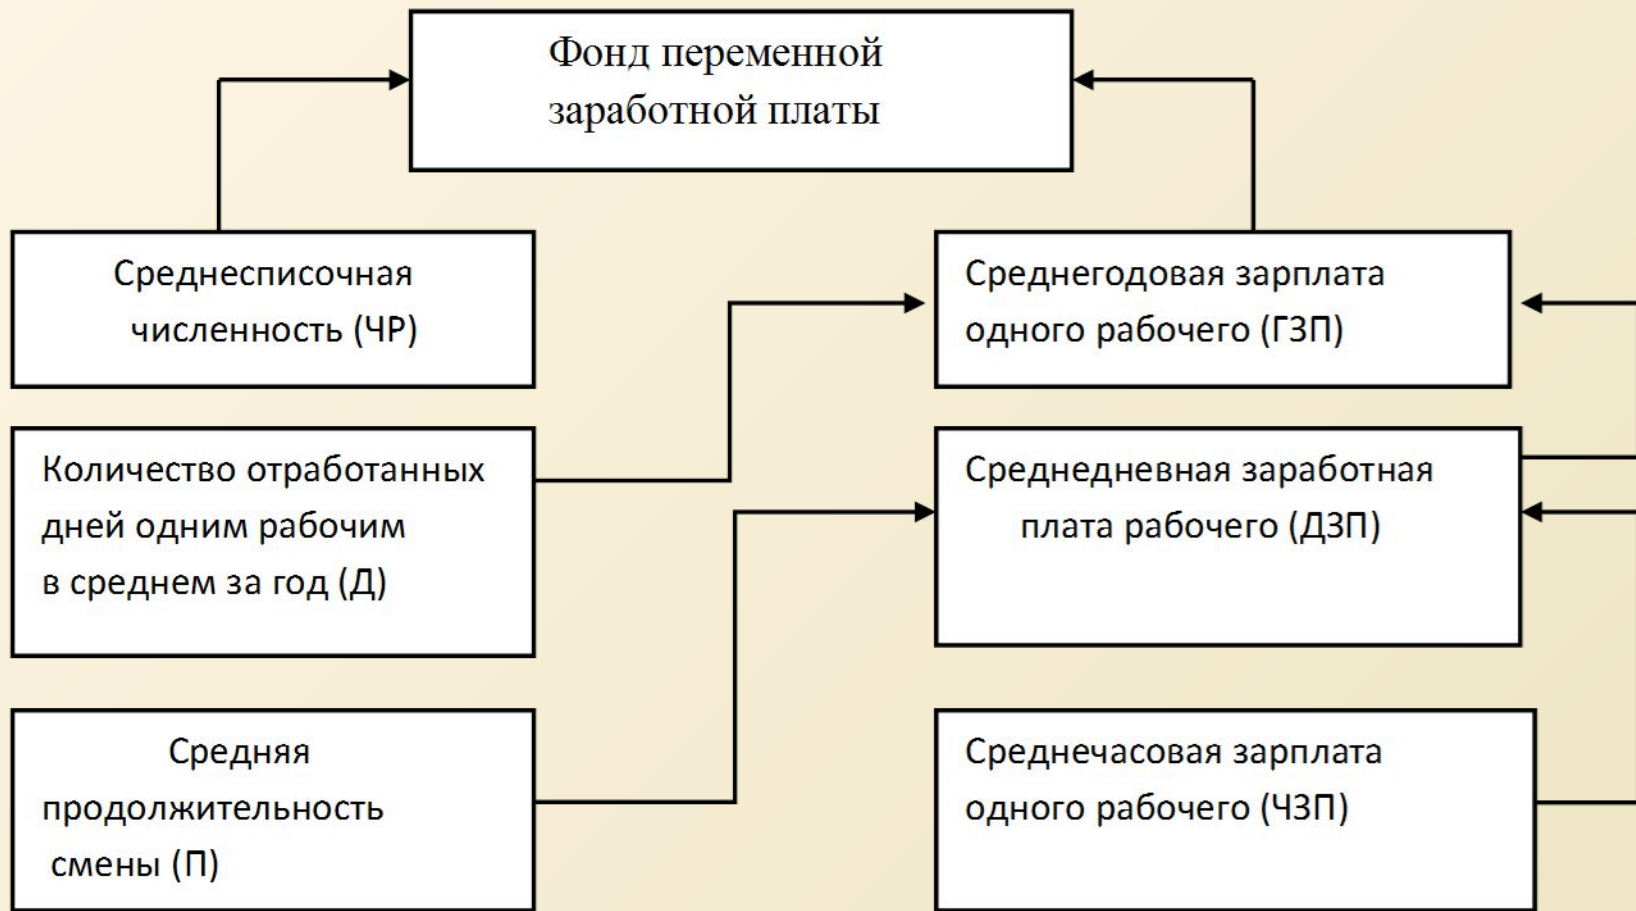 Фонд переменной
заработной платы
Среднесписочная
численность (ЧР)
Среднегодовая зарплата
одного рабочего (ГЗП)
Количество отработанных
дней одним рабочим
в среднем за год (Д)
Среднедневная заработная
плата рабочего (ДЗП)
Средняя
продолжительность
смены (П)
Среднечасовая зарплата
одного рабочего (ЧЗП)